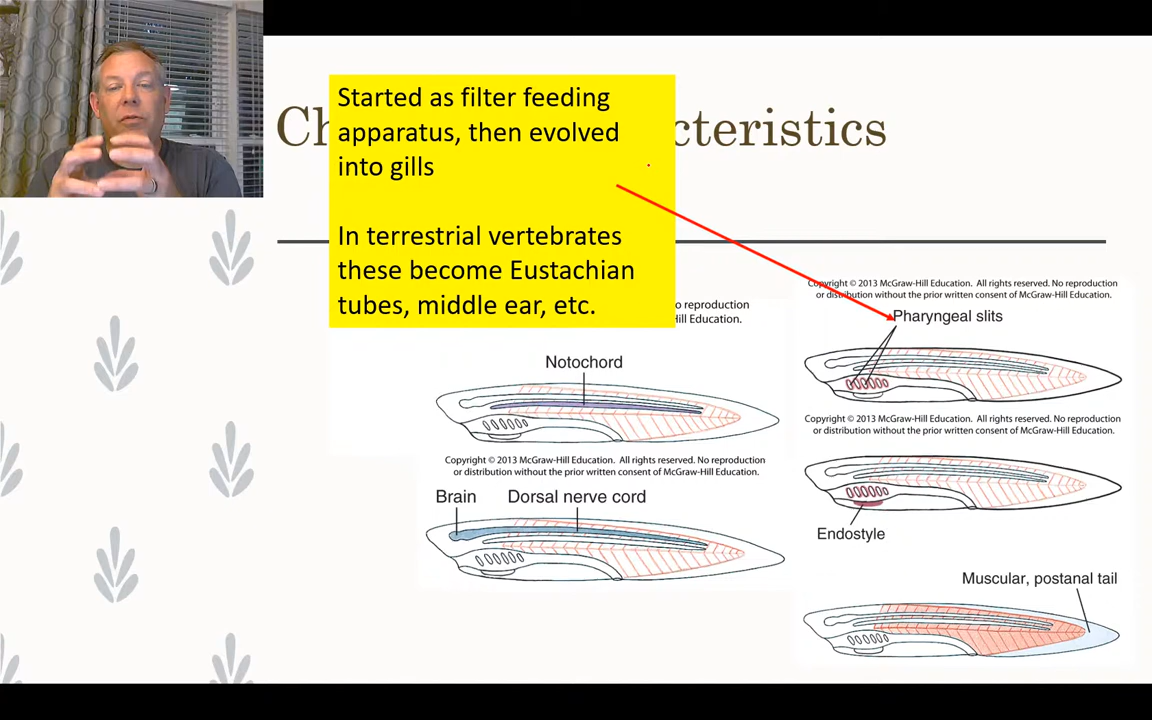 Ch
cteristics
Started as filter feeding
apparatus, then evolved
into gills
In terrestrial vertebrates
these become Eustachian
tubes, middle ear, etc.
o reproduction
ill Education.
Notochord
Copyright © 2013 McGraw-Hill Education. All rights reserved. No reproduction
or distribution without the prior written consent of McGraw-Hill Education.
Brain
Dorsal nerve cord
Copyright © 2013 McGraw-Hill Education. All rights reserved. No reproduction
or distribution without the prior written consent of McGraw-Hill Education.
Pharyngeal slits
Copyright © 2013 McGraw-Hill Education. All rights reserved. No reproduction
or distribution without the prior written consent of McGraw-Hill Education.
Endostyle
Muscular, postanal tail